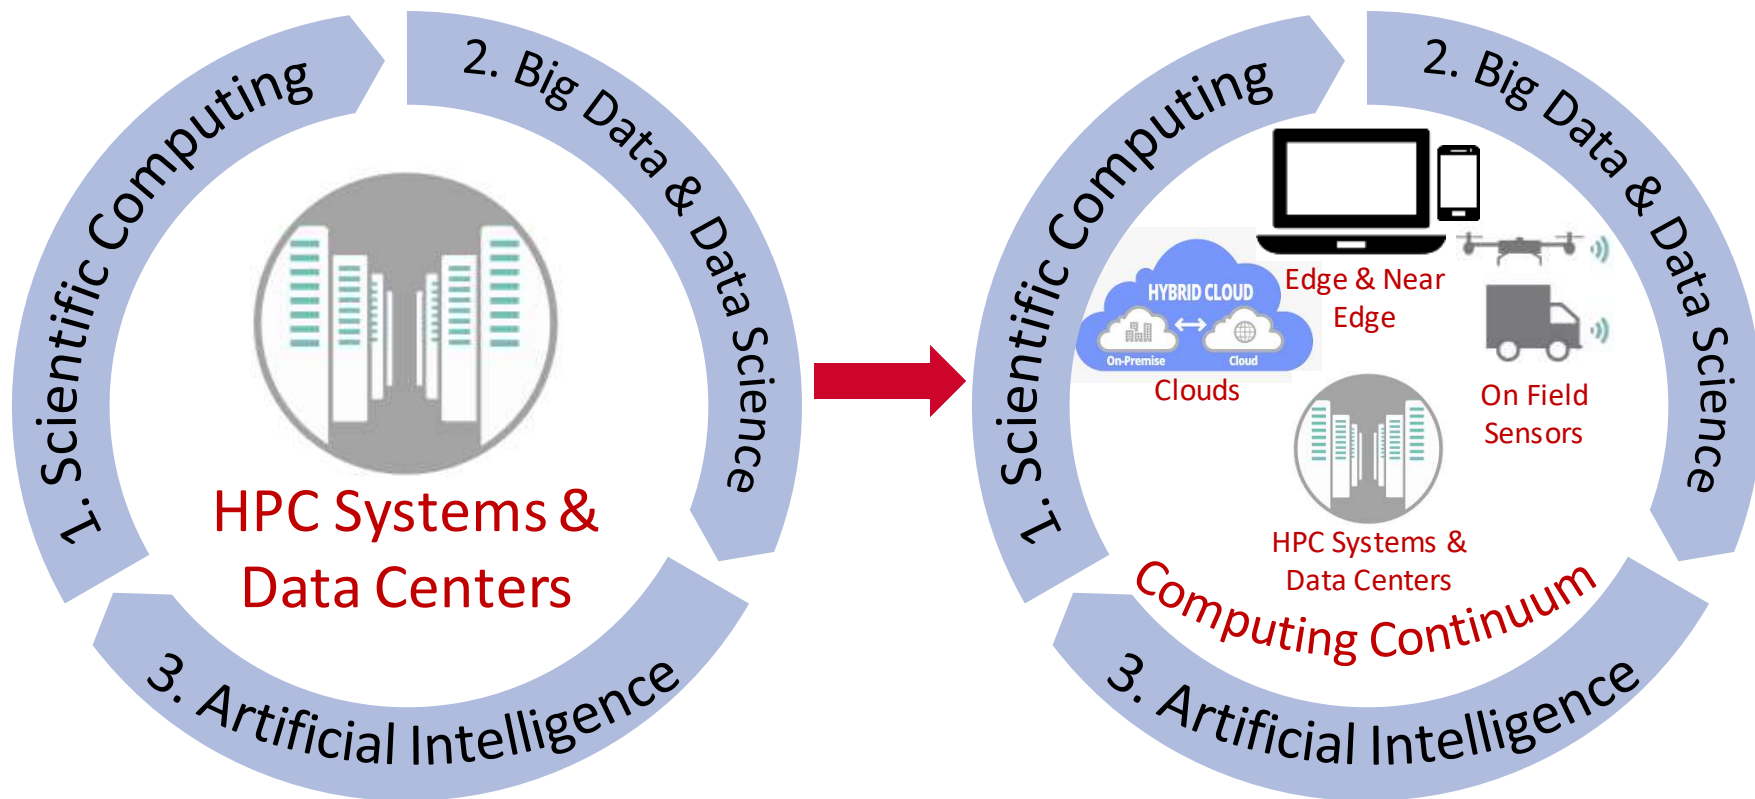 1. Scientific Computing
2. Big Data & Data Science
3. Artificial Intelligence
HPC Systems &
Data Centers
1. Scientific Computing
2. Big Data & Data Science
3. Artificial Intelligence
HYBRID CLOUD
On-Premise
Cloud
Clouds
Edge & Near
Edge
On Field
Sensors
HPC Systems &
Data Centers
Computing Continuum